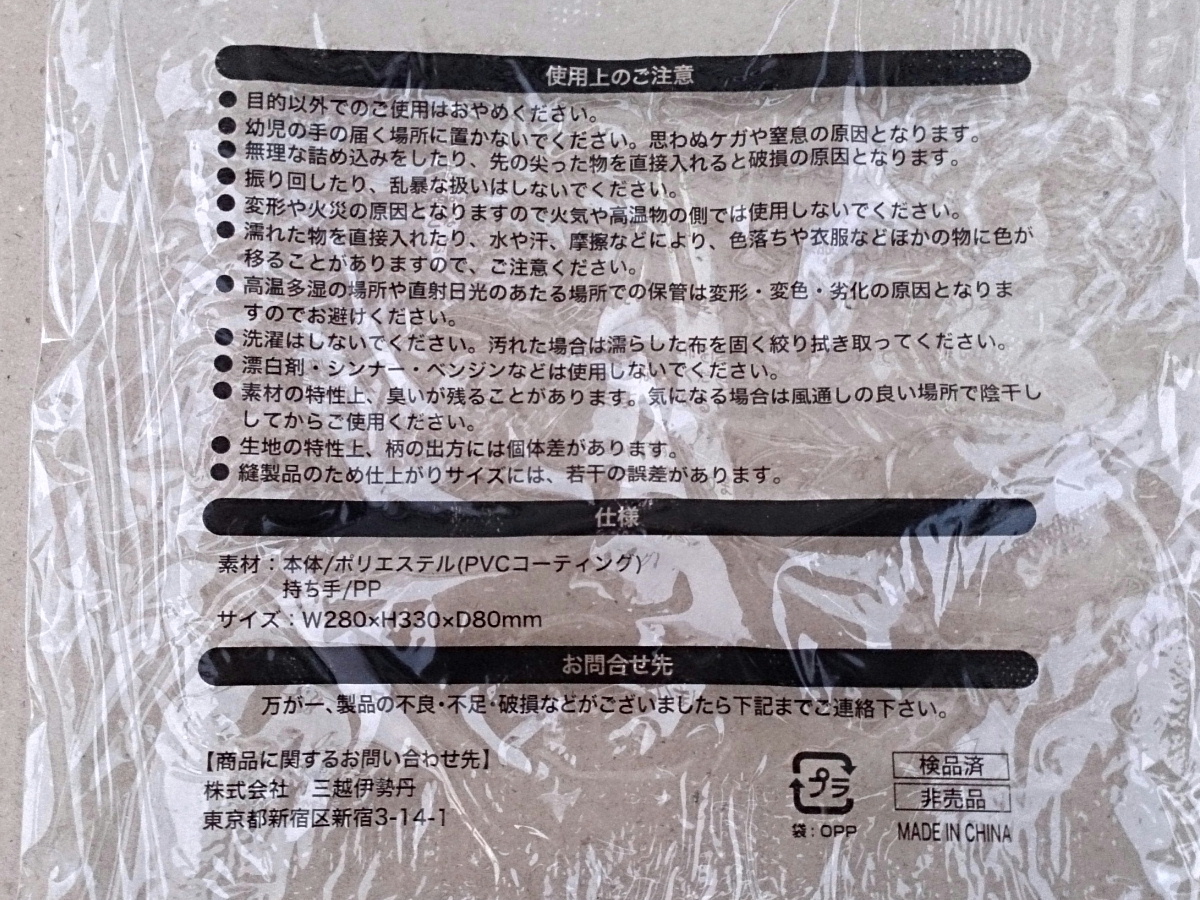 使用上のご注意
●目的以外でのご使用はおやめください。
●幼児の手の届く場所に置かないでください。思わぬケガや窒息の原因となります。
●無理な詰め込みをしたり、先の尖った物を直接入れると破損の原因となります。
●振り回したり、乱暴な扱いはしないでください。
●変形や火災の原因となりますので火気や高温物の側では使用しないでください。
●濡れた物を直接入れたり、水や汗、摩擦などにより、色落ちや衣服などほかの物に色が
移ることがありますので、ご注意ください。
●高温多湿の場所や直射日光のあたる場所での保管は変形・変色・劣化の原因となりま
すのでお避けください。
●洗濯はしないでください。汚れた場合は濡らした布を固く絞り拭き取ってください。
●漂白剤・シンナー・ベンジンなどは使用しないでください。
●素材の特性上、臭いが残ることがあります。気になる場合は風通しの良い場所で陰干し
してからご使用ください。
●生地の特性上、柄の出方には個体差があります。
●縫製品のため仕上がりサイズには、若干の誤差があります。
仕様
素材：本体/ポリエステル(PVCコーティング)
持ち手/PP
サイズ：W280×H330×D80mm
お問合せ先
万が一、製品の不良・不足・破損などがございましたら下記までご連絡下さい。
【商品に関するお問い合わせ先】
株式会社 三越伊勢丹
東京都新宿区新宿3-14-1
プラ
袋：OPP
検品済
非売品
MADE IN CHINA